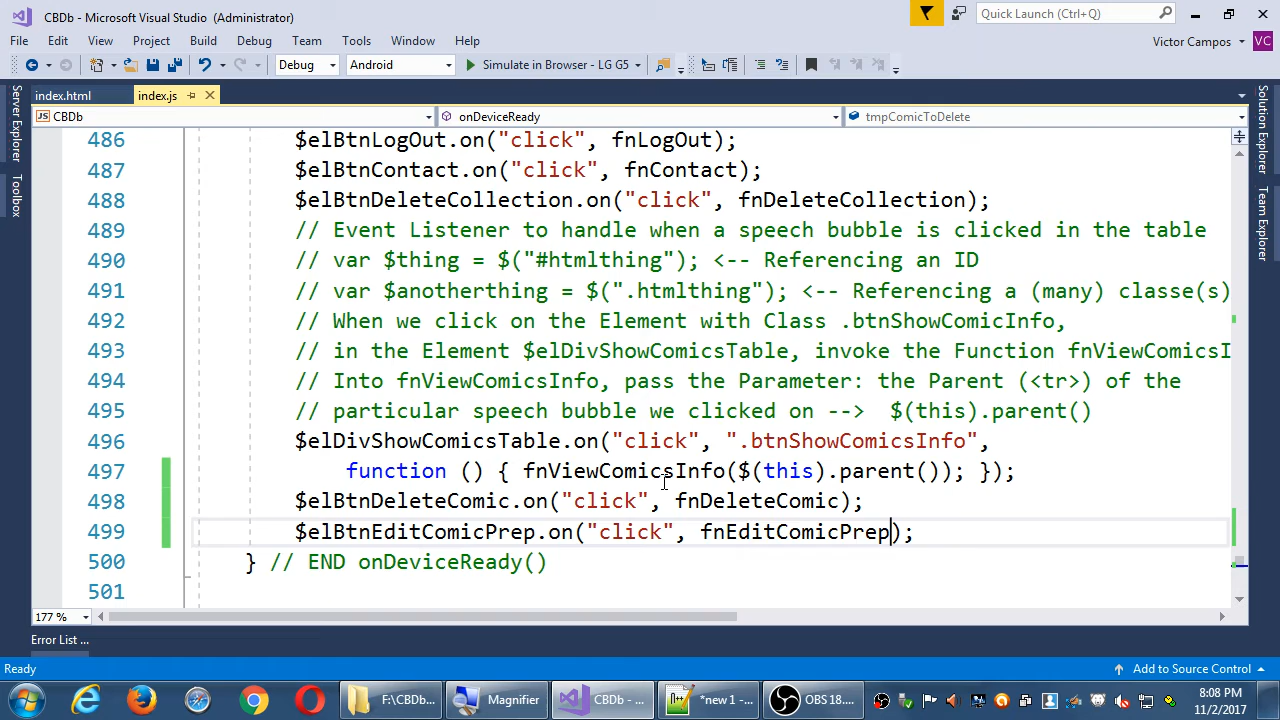 CBDb - Microsoft Visual Studio (Administrator)
Quick Launch (Ctrl+Q)
File Edit View Project Build Debug Team Tools Window Help
Victor Campos VC
Debug Android Simulate in Browser - LG G5
index.html index.js
CBDb onDeviceReady tmpComicToDelete
Server Explorer
Toolbox
Solution Explorer
Team Explorer
486 $elBtnLogOut.on("click", fnLogOut);
487 $elBtnContact.on("click", fnContact);
488 $elBtnDeleteCollection.on("click", fnDeleteCollection);
489 // Event Listener to handle when a speech bubble is clicked in the table
490 // var $thing = $("#htmlthing"); <-- Referencing an ID
491 // var $anotherthing = $(".htmlthing"); <-- Referencing a (many) classe(s)
492 // When we click on the Element with Class .btnShowComicInfo,
493 // in the Element $elDivShowComicsTable, invoke the Function fnViewComicsI
494 // Into fnViewComicsInfo, pass the Parameter: the Parent (<tr>) of the
495 // particular speech bubble we clicked on --> $(this).parent()
496 $elDivShowComicsTable.on("click", ".btnShowComicsInfo",
497 function () { fnViewComicsInfo($(this).parent()); });
498 $elBtnDeleteComic.on("click", fnDeleteComic);
499 $elBtnEditComicPrep.on("click", fnEditComicPrep);
500 } // END onDeviceReady()
501
177 %
Error List ...
Ready
Add to Source Control
F:\CBDb... Magnifier CBDb - ... *new 1 -... OBS 18....
8:08 PM
11/2/2017